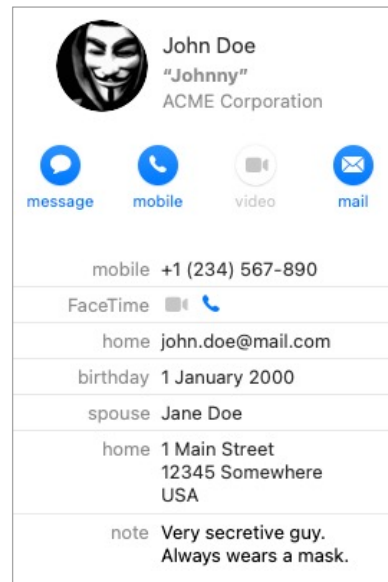 John Doe
“Johnny”
ACME Corporation
message mobile video mail
mobile +1 (234) 567-890
FaceTime
home john.doe@mail.com
birthday 1 January 2000
spouse Jane Doe
home 1 Main Street
12345 Somewhere
USA
note Very secretive guy.
Always wears a mask.